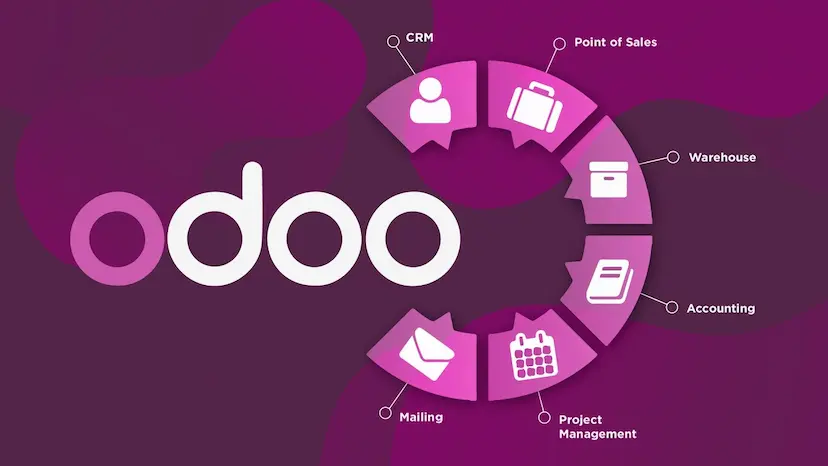 CRM
Point of Sales
Warehouse
odoo
Accounting
Mailing
Project
Management